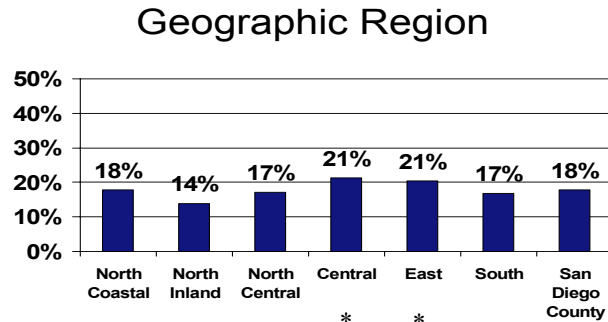 Geographic Region
50%
40%
30%
20%
10%
0%
18%
14%
17%
21%
21%
17%
18%
North Coastal
North Inland
North Central
Central
East
South
San Diego County
* *